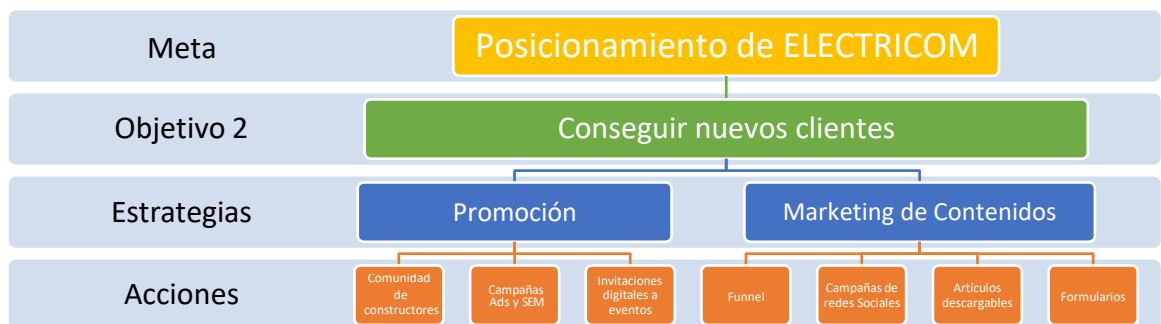 Meta
Posicionamiento de ELECTRICOM
Objetivo 2
Conseguir nuevos clientes
Estrategias
Promoción
Marketing de Contenidos
Acciones
Comunidad
de
constructores
Campañas
Ads y SEM
Invitaciones
digitales a
eventos
Funnel
Campañas de
redes Sociales
Artículos
descargables
Formularios